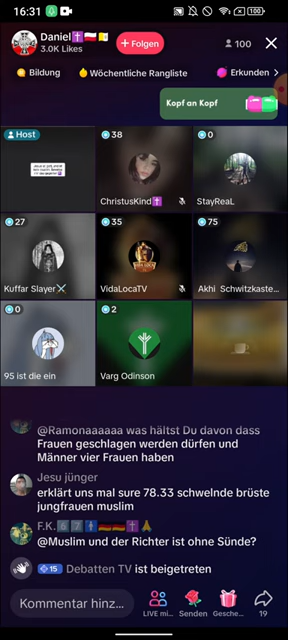 16:31
100
Daniel✝️🇵🇱🇩🇪
3.0K Likes
+ Folgen
100
Bildung
Wöchentliche Rangliste
Erkunden
Kopf an Kopf
Host
38
0
ChristusKind✝️
StayReaL
27
35
75
Kuffar Slayer⚔️
VidaLocaTV
Akhi Schwitzkaste...
0
2
95 ist die ein
Varg Odinson
@Ramonaaaaaa was hältst Du davon dass
Frauen geschlagen werden dürfen und
Männer vier Frauen haben
Jesu jünger
erklärt uns mal sure 78.33 schwelnde brüste
jungfrauen muslim
F.K.
@Muslim und der Richter ist ohne Sünde?
15 Debatten TV ist beigetreten
Kommentar hinz...
LIVE mi...
Senden
Gesche...
19